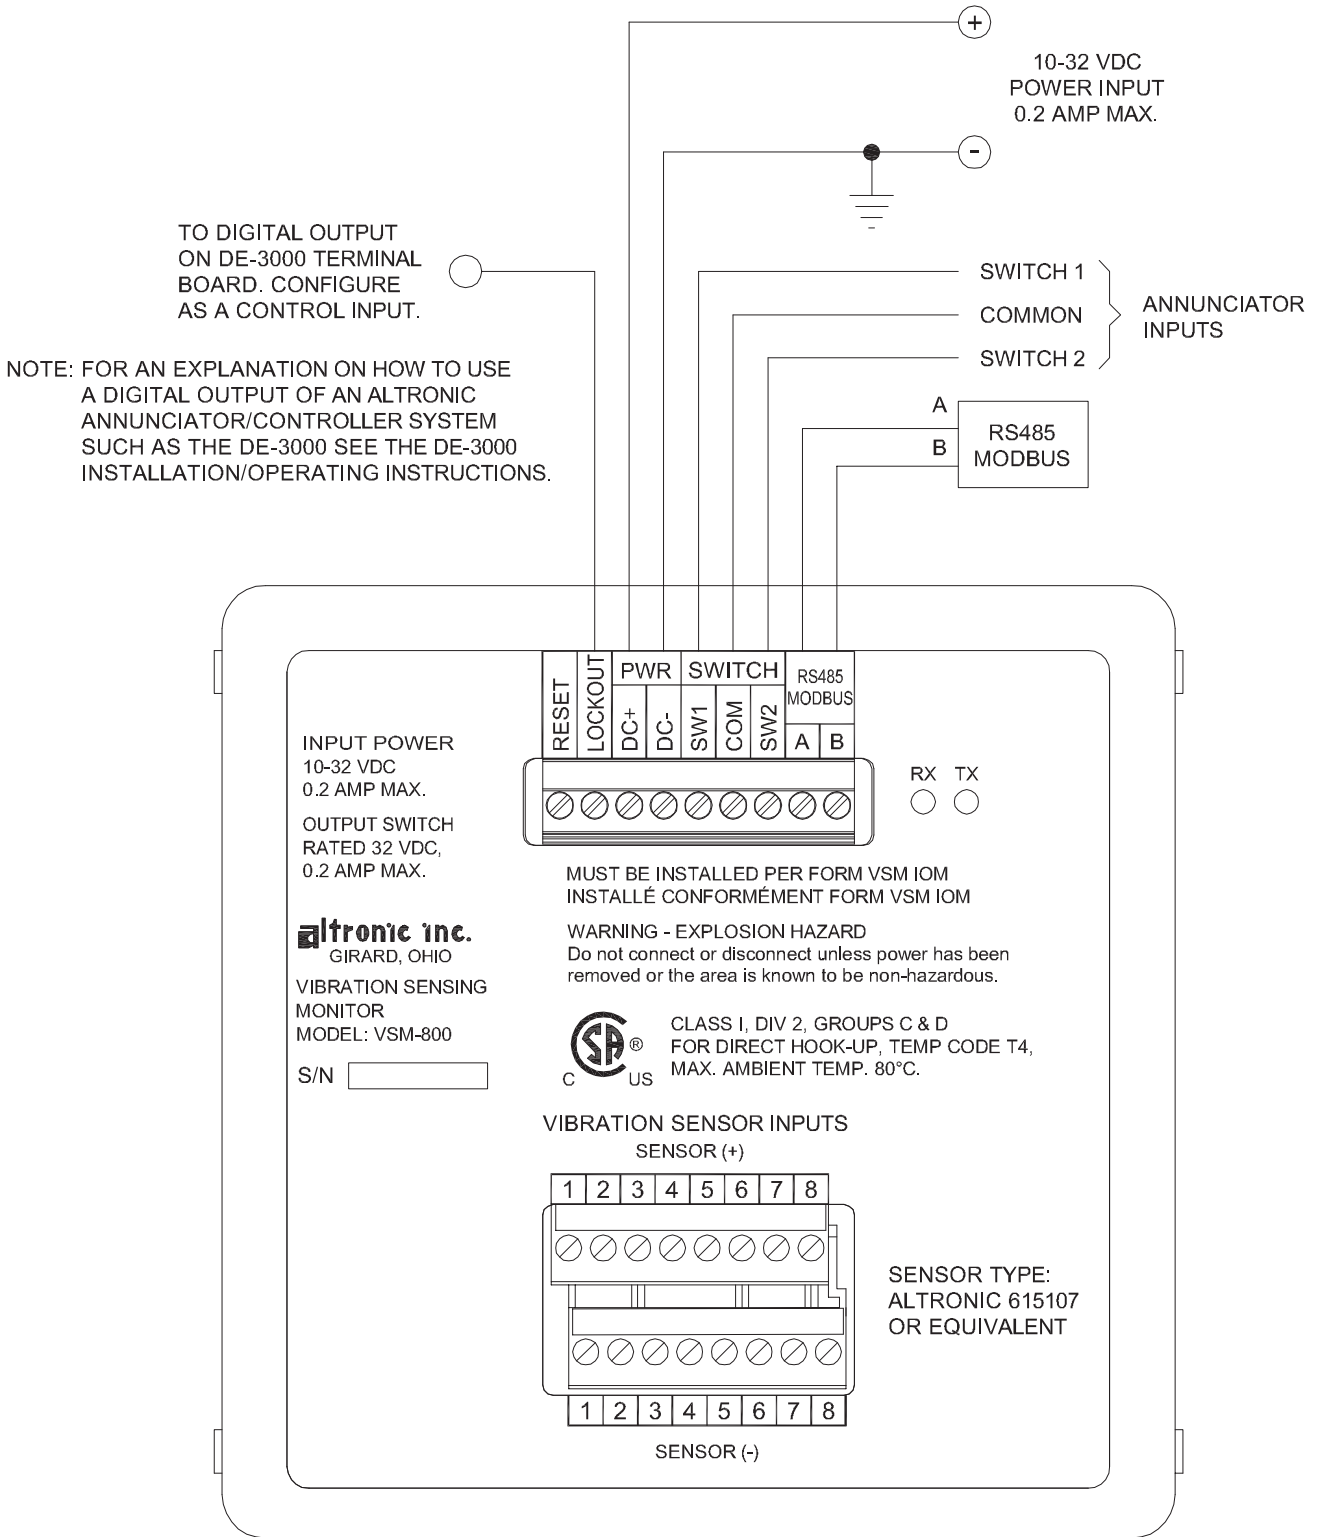 +
10-32 VDC
POWER INPUT
0.2 AMP MAX.
-
TO DIGITAL OUTPUT
ON DE-3000 TERMINAL
BOARD. CONFIGURE
AS A CONTROL INPUT.
SWITCH 1
COMMON
SWITCH 2
ANNUNCIATOR
INPUTS
NOTE: FOR AN EXPLANATION ON HOW TO USE
A DIGITAL OUTPUT OF AN ALTRONIC
ANNUNCIATOR/CONTROLLER SYSTEM
SUCH AS THE DE-3000 SEE THE DE-3000
INSTALLATION/OPERATING INSTRUCTIONS.
A
B
RS485
MODBUS
RESET
LOCKOUT
PWR
DC+
DC-
SWITCH
SW1
COM
SW2
RS485
MODBUS
A
B
RX TX
INPUT POWER
10-32 VDC
0.2 AMP MAX.
OUTPUT SWITCH
RATED 32 VDC,
0.2 AMP MAX.
altronic inc.
GIRARD, OHIO
VIBRATION SENSING
MONITOR
MODEL: VSM-800
S/N
MUST BE INSTALLED PER FORM VSM IOM
INSTALLÉ CONFORMÉMENT FORM VSM IOM
WARNING - EXPLOSION HAZARD
Do not connect or disconnect unless power has been
removed or the area is known to be non-hazardous.
C SA ® US
CLASS I, DIV 2, GROUPS C & D
FOR DIRECT HOOK-UP, TEMP CODE T4,
MAX. AMBIENT TEMP. 80°C.
VIBRATION SENSOR INPUTS
SENSOR (+)
1 2 3 4 5 6 7 8
SENSOR TYPE:
ALTRONIC 615107
OR EQUIVALENT
1 2 3 4 5 6 7 8
SENSOR (-)